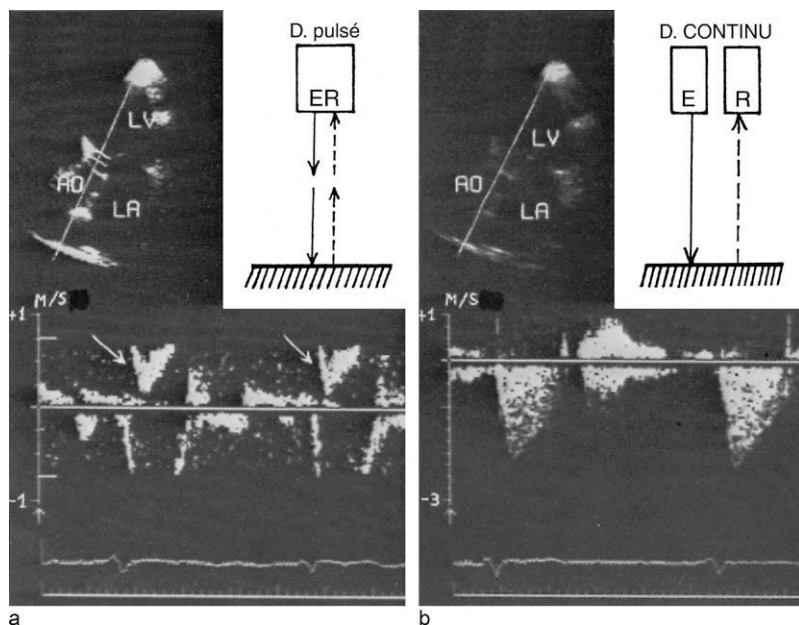 D. pulsé
ER
LV
AO
LA
M/S
+1
-1
a
D. CONTINU
E
R
LV
AO
LA
M/S
+1
-3
b